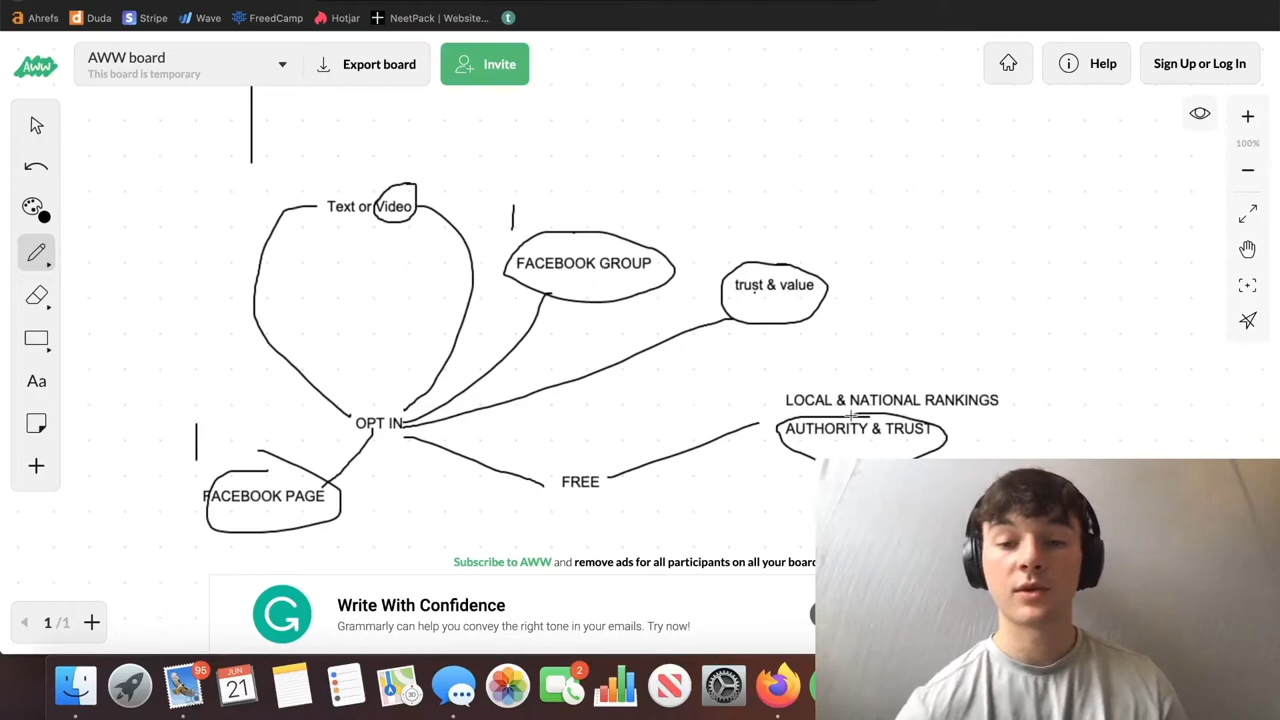 Ahrefs Duda Stripe Wave FreedCamp Hotjar NeetPack | Website...
AWW
AWW board
This board is temporary
Export board
Invite
Help
Sign Up or Log In
100%
Text or Video
FACEBOOK GROUP
trust & value
Aa
LOCAL & NATIONAL RANKINGS
OPT IN
AUTHORITY & TRUST
FREE
FACEBOOK PAGE
Subscribe to AWW and remove ads for all participants on all your board
G
Write With Confidence
Grammarly can help you convey the right tone in your emails. Try now!
1 /1
95
JUN
21
2